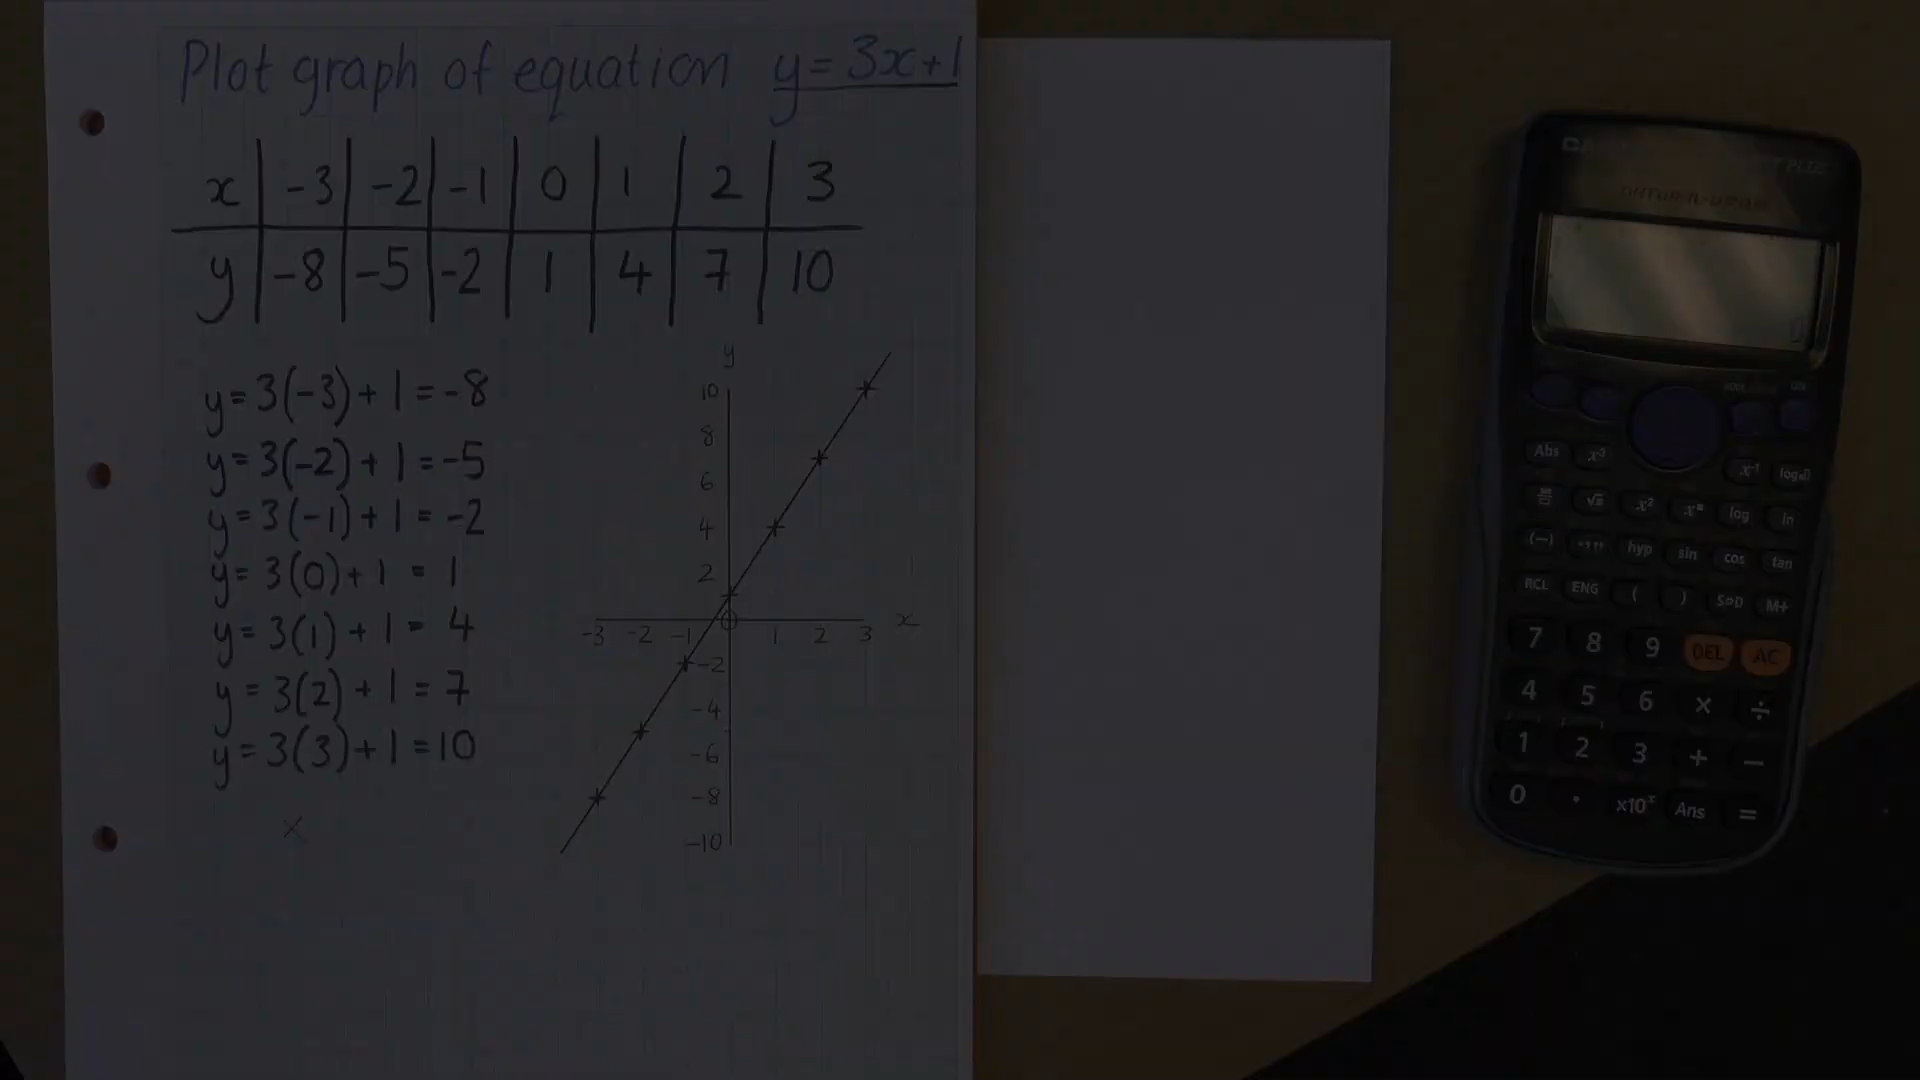 Plot graph of equation y=3x+1
x -3 -2 -1 0 1 2 3
y -8 -5 -2 1 4 7 10
y=3(-3)+1=-8
y=3(-2)+1=-5
y=3(-1)+1=-2
y=3(0)+1=1
y=3(1)+1=4
y=3(2)+1=7
y=3(3)+1=10
x
y
10
8
6
4
2
-3 -2 -1 0 1 2 3 x
-2
-4
-6
-8
-10
ON
Abs x³ x⁻¹
√ x² log ln
(−) hyp sin cos tan
RCL ENG ( ) S⇔D M+
7 8 9 DEL AC
4 5 6 × ÷
1 2 3 + −
0 . ×10ˣ Ans =